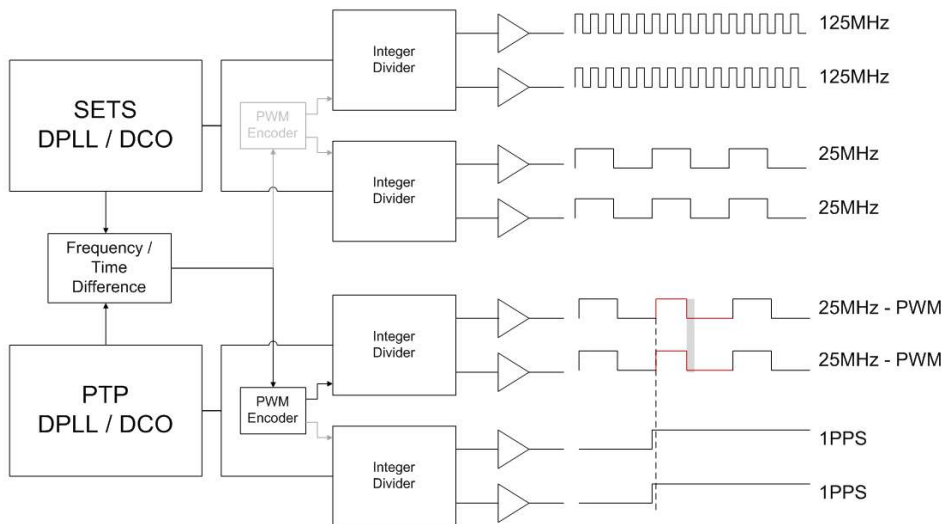 SETS
DPLL / DCO
Frequency /
Time
Difference
PTP
DPLL / DCO
PWM
Encoder
PWM
Encoder
Integer
Divider
Integer
Divider
Integer
Divider
Integer
Divider
125MHz
125MHz
25MHz
25MHz
25MHz - PWM
25MHz - PWM
1PPS
1PPS